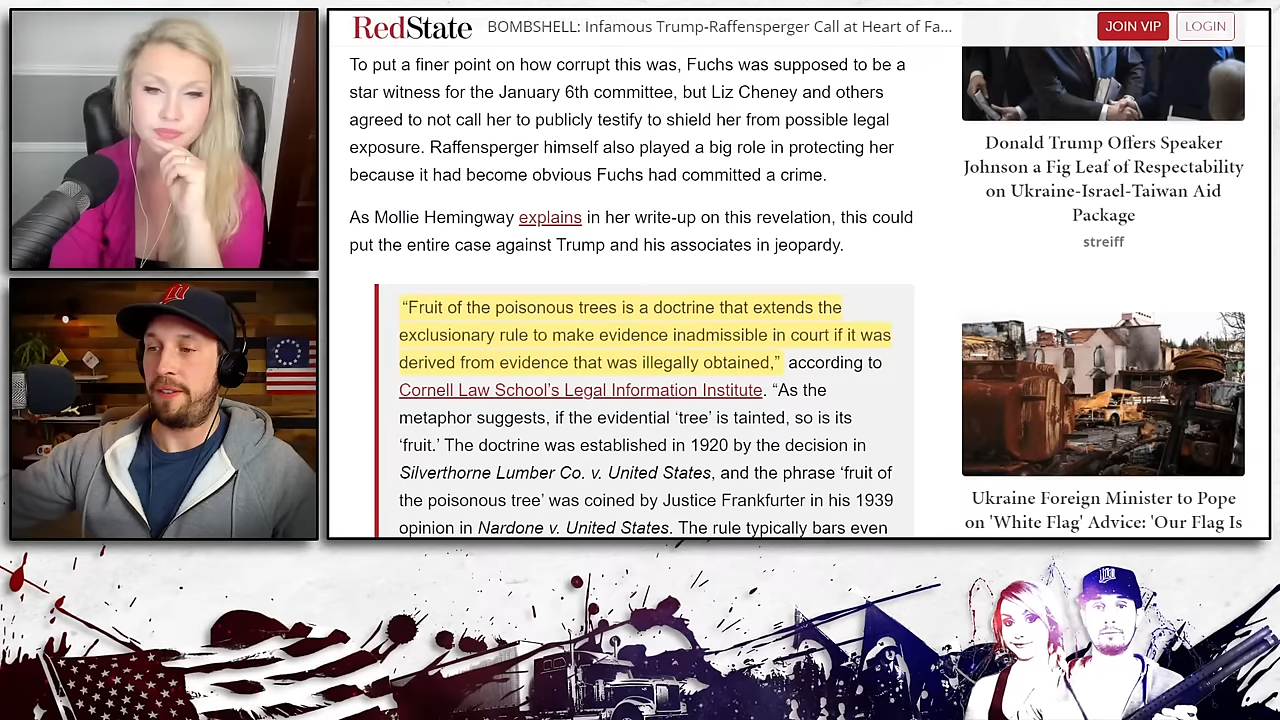 RedState
BOMBSHELL: Infamous Trump-Raffensperger Call at Heart of Fa...
JOIN VIP
LOGIN
To put a finer point on how corrupt this was, Fuchs was supposed to be a
star witness for the January 6th committee, but Liz Cheney and others
agreed to not call her to publicly testify to shield her from possible legal
exposure. Raffensperger himself also played a big role in protecting her
because it had become obvious Fuchs had committed a crime.
As Mollie Hemingway explains in her write-up on this revelation, this could
put the entire case against Trump and his associates in jeopardy.
“Fruit of the poisonous trees is a doctrine that extends the
exclusionary rule to make evidence inadmissible in court if it was
derived from evidence that was illegally obtained,” according to
Cornell Law School’s Legal Information Institute. “As the
metaphor suggests, if the evidential ‘tree’ is tainted, so is its
‘fruit.’ The doctrine was established in 1920 by the decision in
Silverthorne Lumber Co. v. United States, and the phrase ‘fruit of
the poisonous tree’ was coined by Justice Frankfurter in his 1939
opinion in Nardone v. United States. The rule typically bars even
Donald Trump Offers Speaker
Johnson a Fig Leaf of Respectability
on Ukraine-Israel-Taiwan Aid
Package
streiff
Ukraine Foreign Minister to Pope
on 'White Flag' Advice: 'Our Flag Is